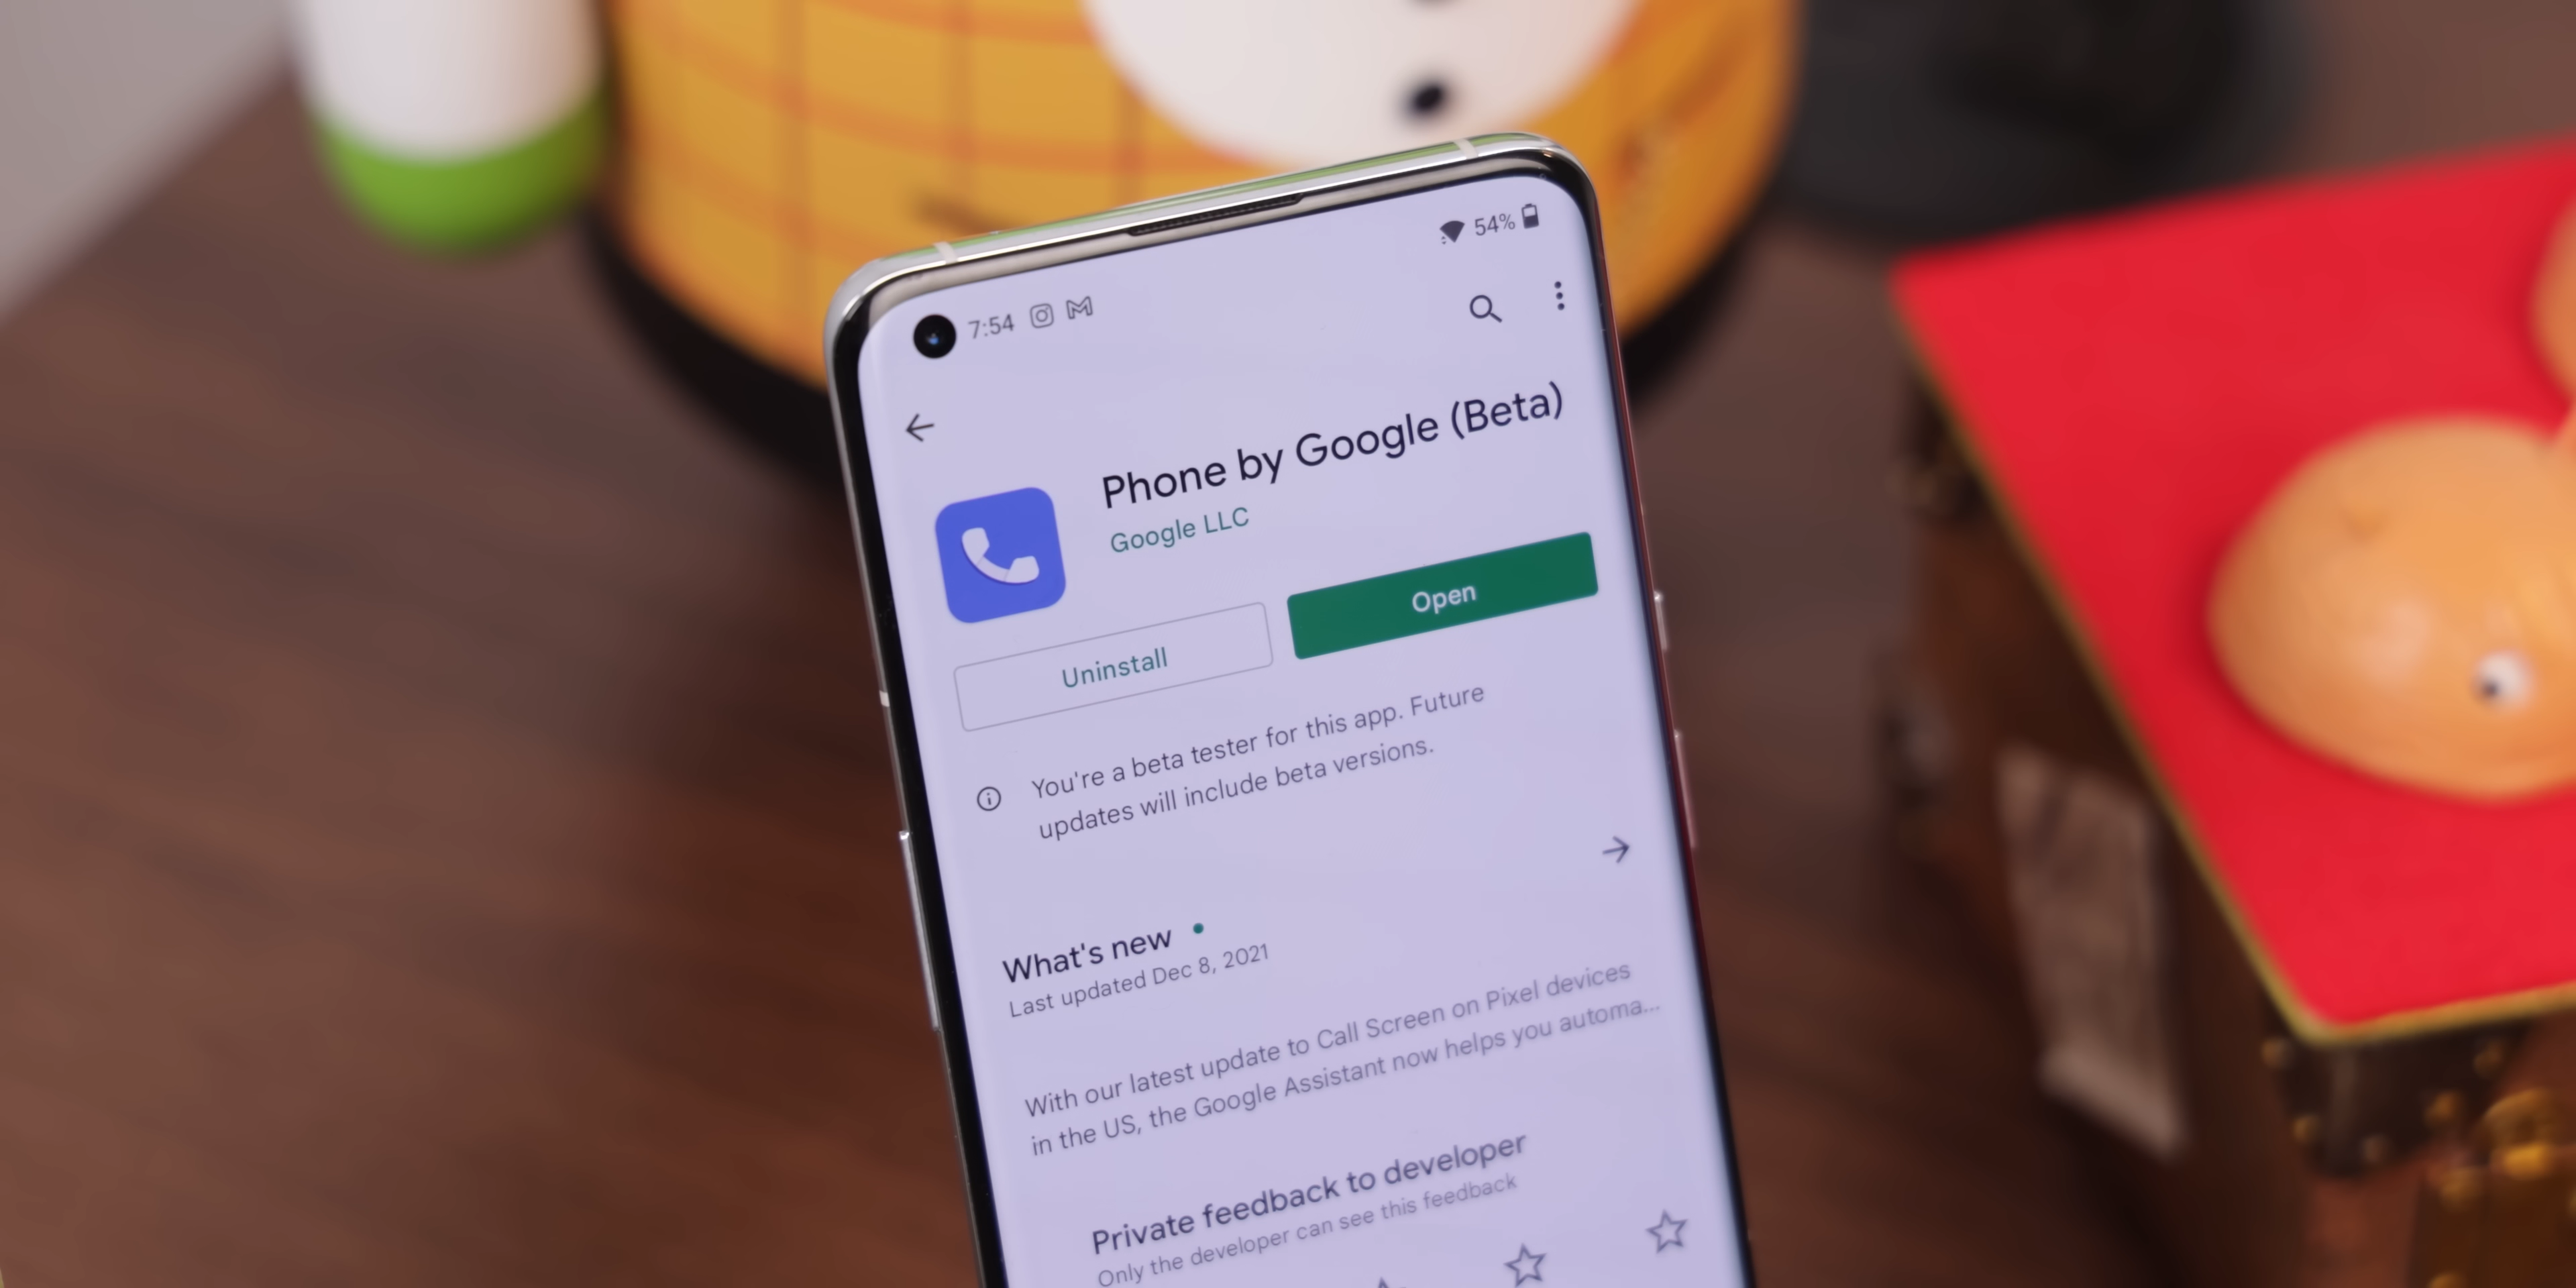 7:54
54%
Phone by Google (Beta)
Google LLC
Uninstall
Open
You're a beta tester for this app. Future
updates will include beta versions.
What's new
Last updated Dec 8, 2021
With our latest update to Call Screen on Pixel devices
in the US, the Google Assistant now helps you automa...
Private feedback to developer
Only the developer can see this feedback